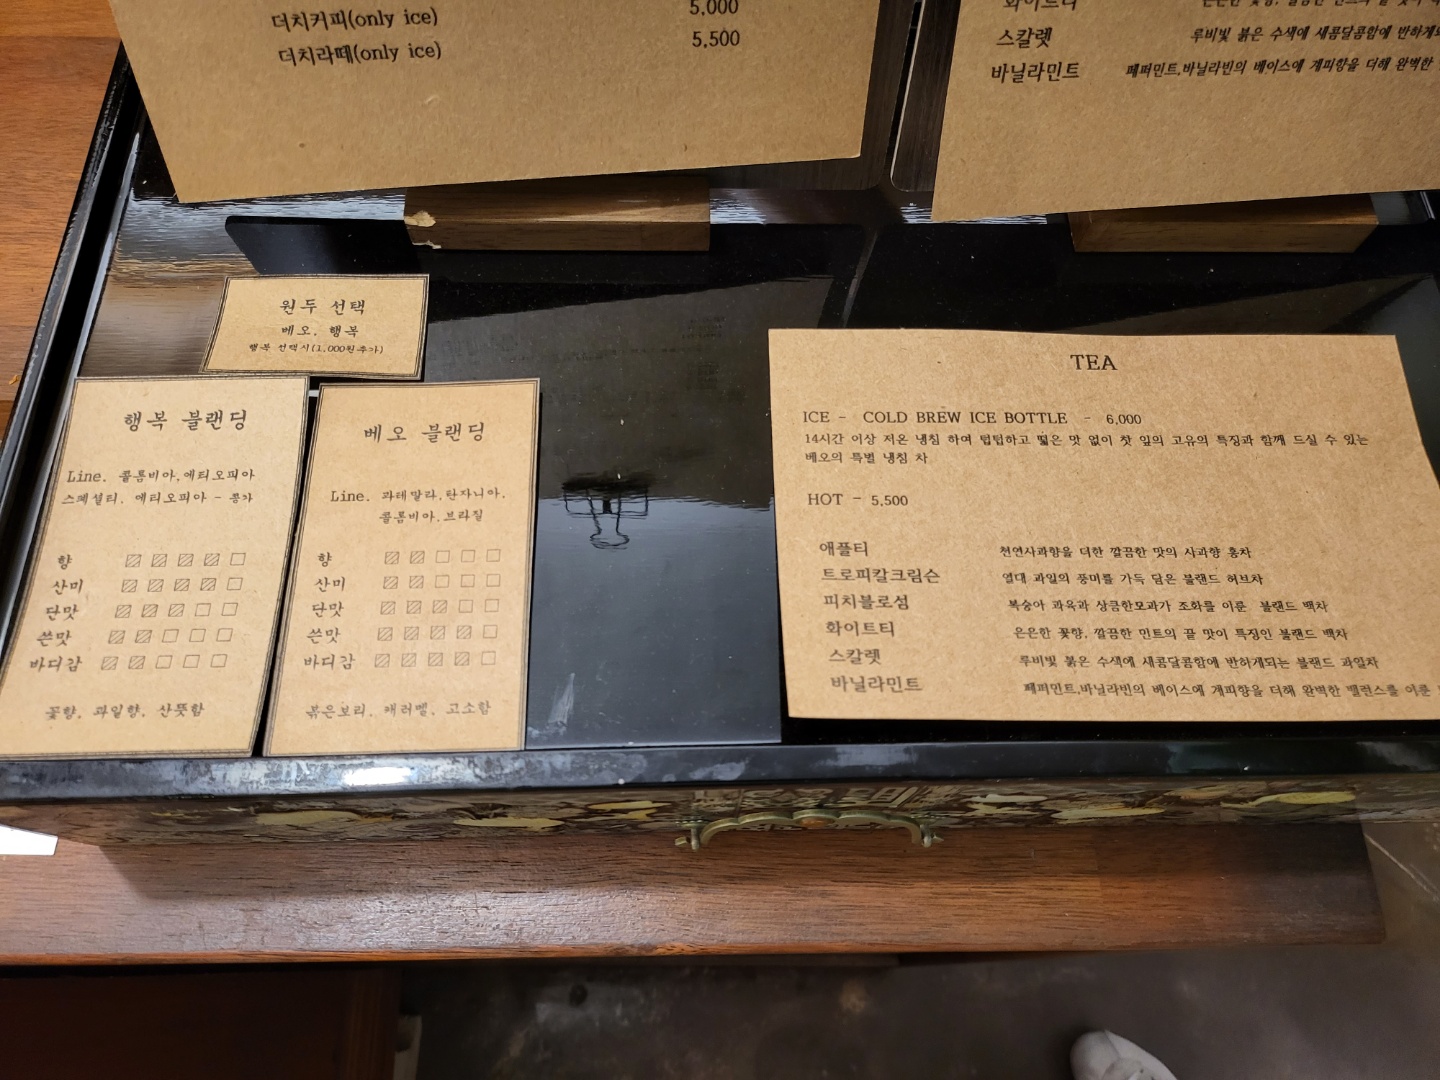 더치커피(only ice) 5,000
더치라떼(only ice) 5,500
화이트티
스칼렛 루비빛 붉은 수색에 새콤달콤함에 반하게되
바닐라민트 페퍼민트,바닐라빈의 베이스에 계피향을 더해 완벽한
원두 선택
베오, 행복
행복 선택시(1,000원추가)
행복 블랜딩
Line. 콜롬비아,에티오피아
스페셜티. 에티오피아 - 콩가
향
산미
단맛
쓴맛
바디감
꽃향, 과일향, 산뜻함
베오 블랜딩
Line. 과테말라,탄자니아,
콜롬비아,브라질
향
산미
단맛
쓴맛
바디감
볶은보리, 캐러멜, 고소함
TEA
ICE - COLD BREW ICE BOTTLE - 6,000
14시간 이상 저온 냉침 하여 텁텁하고 떫은 맛 없이 찻 잎의 고유의 특징과 함께 드실 수 있는
베오의 특별 냉침 차
HOT - 5,500
애플티 천연사과향을 더한 깔끔한 맛의 사과향 홍차
트로피칼크림슨 열대 과일의 풍미를 가득 담은 블랜드 허브차
피치블로섬 복숭아 과육과 상큼한모과가 조화를 이룬 블랜드 백차
화이트티 은은한 꽃향, 깔끔한 민트의 끝 맛이 특징인 블랜드 백차
스칼렛 루비빛 붉은 수색에 새콤달콤함에 반하게되는 블랜드 과일차
바닐라민트 페퍼민트,바닐라빈의 베이스에 계피향을 더해 완벽한 밸런스를 이룬